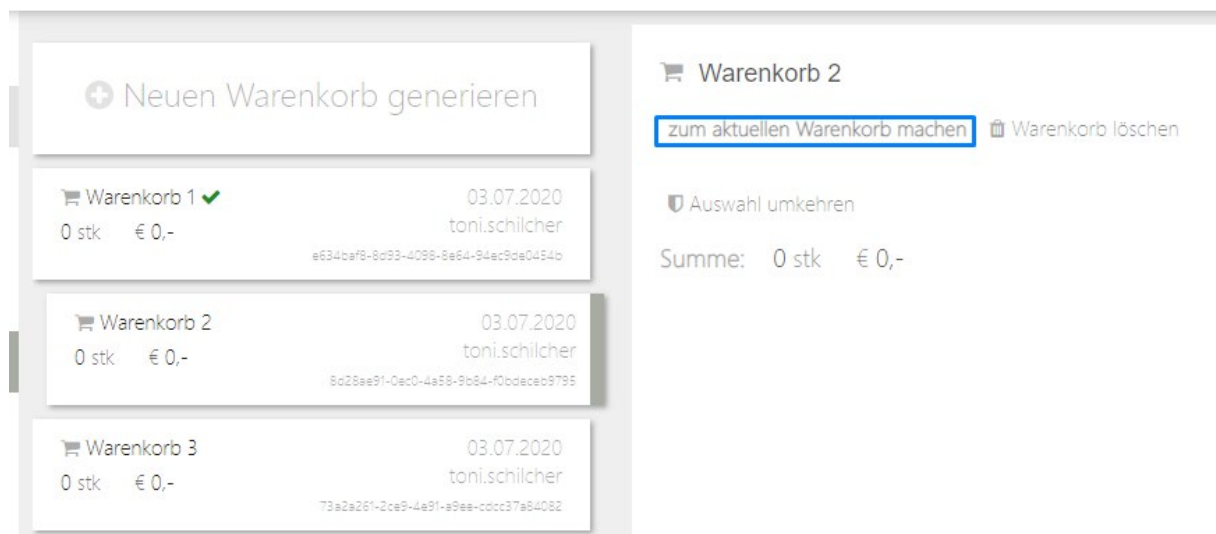 Neuen Warenkorb generieren
Warenkorb 1
03.07.2020
0 stk € 0,-
toni.schilcher
e634baf8-8d93-4098-8e64-94ec9de0454b
Warenkorb 2
03.07.2020
0 stk € 0,-
toni.schilcher
8d28ae91-0ec0-4a58-9b84-f0bdeceb9795
Warenkorb 3
03.07.2020
0 stk € 0,-
toni.schilcher
73a2a261-2ce9-4e91-a9ee-cdcc37a84082
Warenkorb 2
zum aktuellen Warenkorb machen Warenkorb löschen
Auswahl umkehren
Summe: 0 stk € 0,-